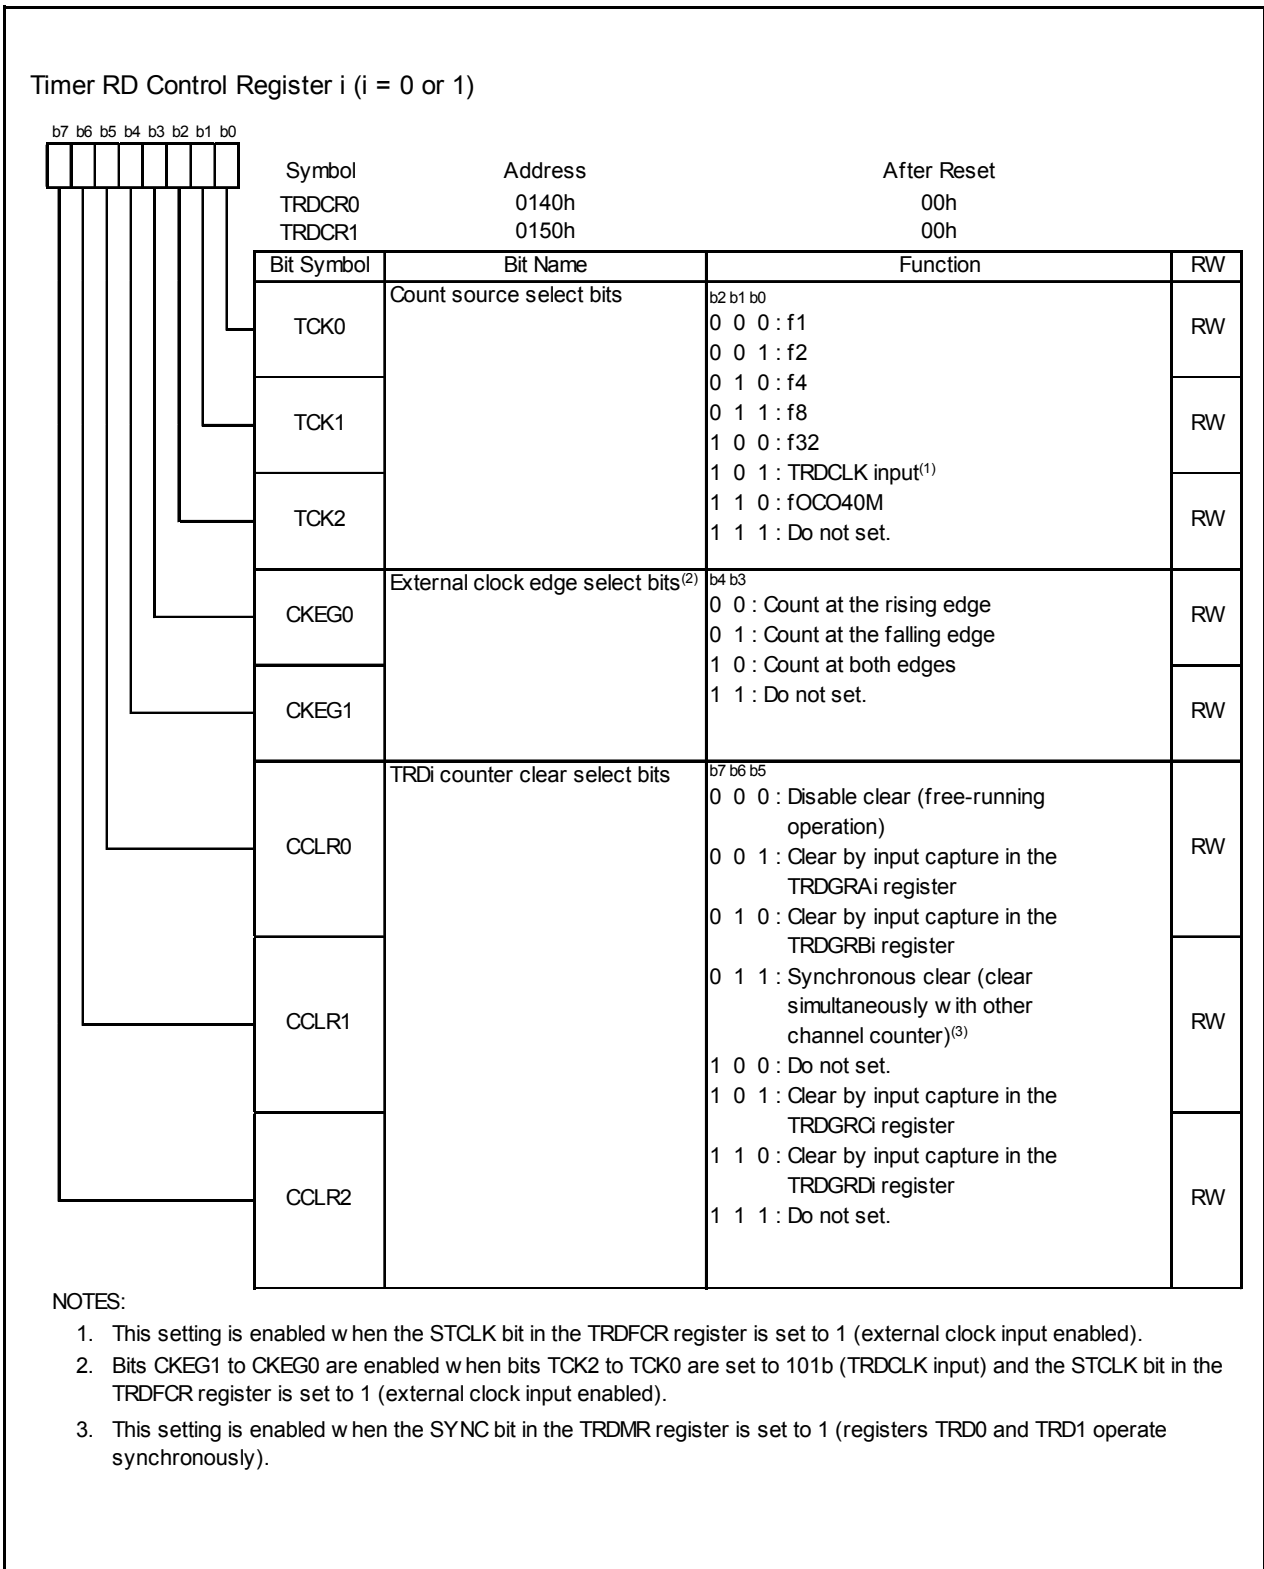 Timer RD Control Register i (i = 0 or 1)
b7 b6 b5 b4 b3 b2 b1 b0
Symbol Address After Reset
TRDCR0 0140h 00h
TRDCR1 0150h 00h
Bit Symbol Bit Name Function RW
TCK0 Count source select bits b2 b1 b0 RW
0 0 0 : f1
0 0 1 : f2
0 1 0 : f4
TCK1 0 1 1 : f8 RW
1 0 0 : f32
1 0 1 : TRDCLK input(1)
TCK2 1 1 0 : fOCO40M RW
1 1 1 : Do not set.
CKEG0 External clock edge select bits(2) b4 b3 RW
0 0 : Count at the rising edge
0 1 : Count at the falling edge
1 0 : Count at both edges
CKEG1 1 1 : Do not set. RW
TRDi counter clear select bits b7 b6 b5
0 0 0 : Disable clear (free-running
operation)
CCLR0 0 0 1 : Clear by input capture in the RW
TRDGRAi register
0 1 0 : Clear by input capture in the
TRDGRBi register
0 1 1 : Synchronous clear (clear
simultaneously with other
CCLR1 channel counter)(3) RW
1 0 0 : Do not set.
1 0 1 : Clear by input capture in the
TRDGRCi register
1 1 0 : Clear by input capture in the
CCLR2 TRDGRDi register RW
1 1 1 : Do not set.
NOTES:
1. This setting is enabled when the STCLK bit in the TRDFCR register is set to 1 (external clock input enabled).
2. Bits CKEG1 to CKEG0 are enabled when bits TCK2 to TCK0 are set to 101b (TRDCLK input) and the STCLK bit in the
TRDFCR register is set to 1 (external clock input enabled).
3. This setting is enabled when the SYNC bit in the TRDMR register is set to 1 (registers TRD0 and TRD1 operate
synchronously).